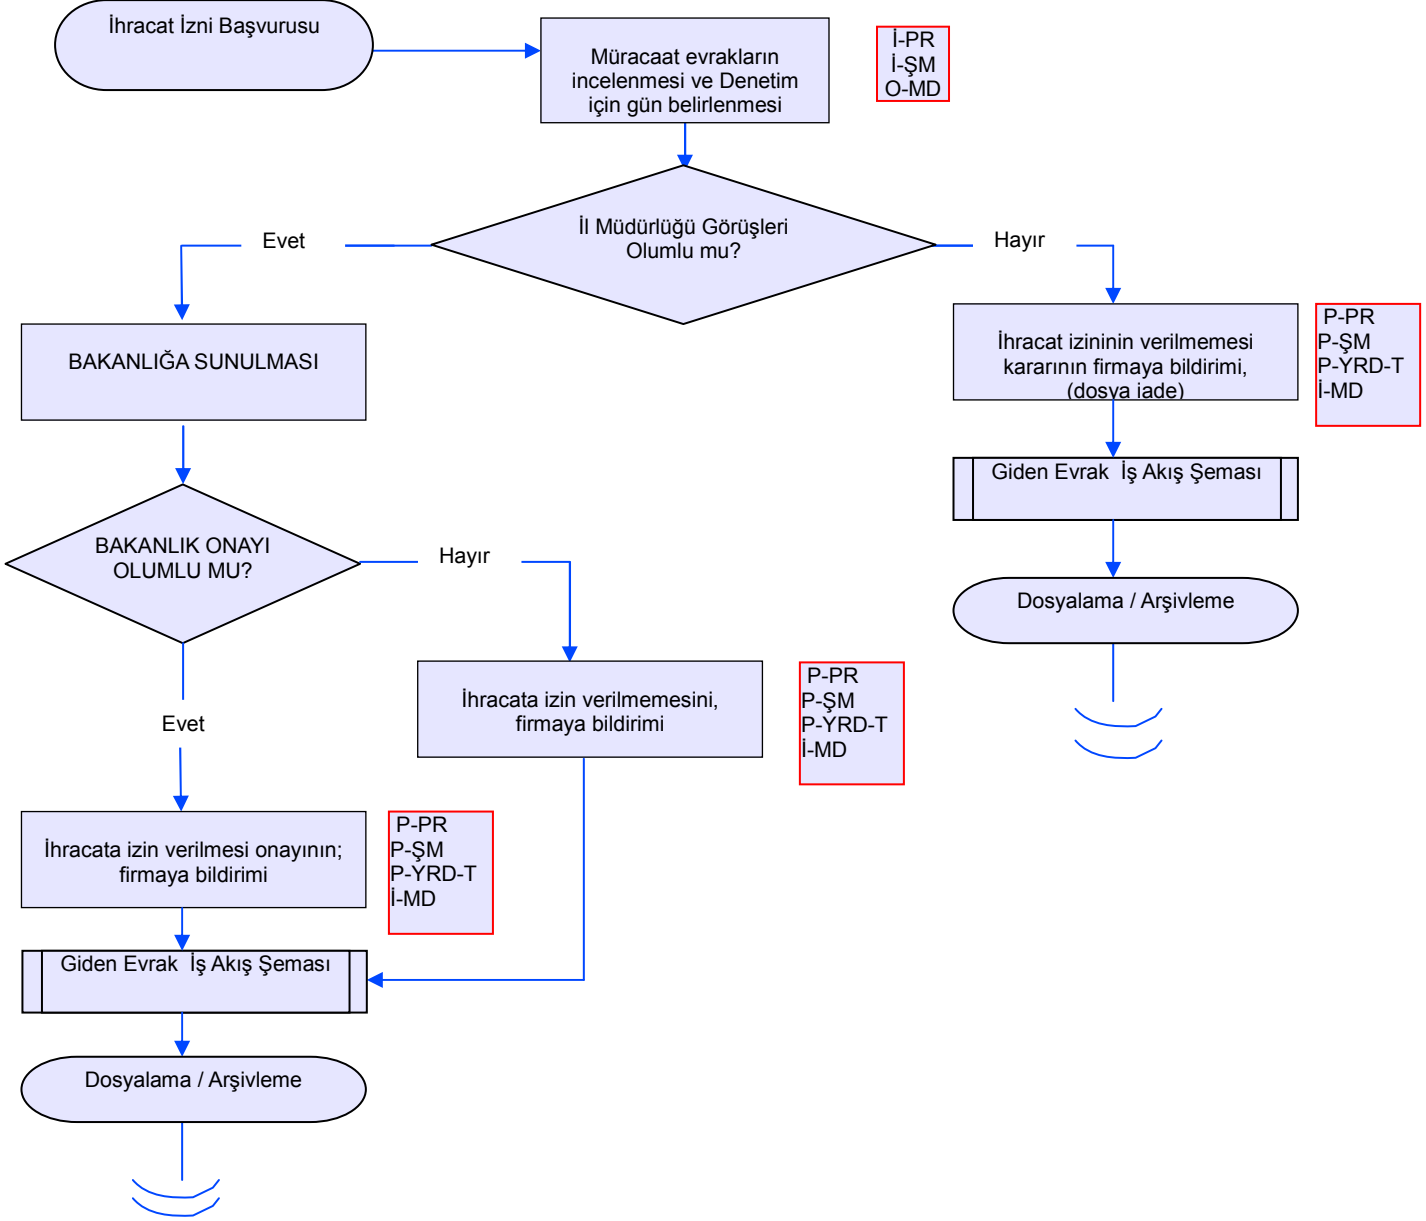 İhracat İzni Başvurusu
Müracaat evrakların
incelenmesi ve Denetim
için gün belirlenmesi
İ-PR
İ-ŞM
O-MD
İl Müdürlüğü Görüşleri
Olumlu mu?
Evet
Hayır
BAKANLIĞA SUNULMASI
İhracat izininin verilmemesi
kararının firmaya bildirimi,
(dosya iade)
P-PR
P-ŞM
P-YRD-T
İ-MD
Giden Evrak  İş Akış Şeması
Dosyalama / Arşivleme
BAKANLIK ONAYI
OLUMLU MU?
Hayır
Evet
İhracata izin verilmemesini,
firmaya bildirimi
P-PR
P-ŞM
P-YRD-T
İ-MD
İhracata izin verilmesi onayının;
firmaya bildirimi
P-PR
P-ŞM
P-YRD-T
İ-MD
Giden Evrak  İş Akış Şeması
Dosyalama / Arşivleme